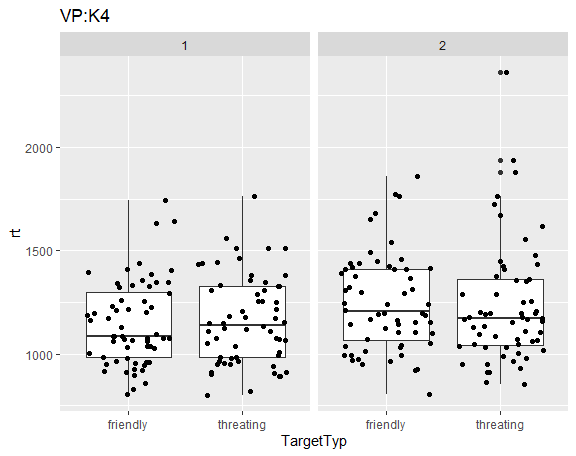 VP:K4
1 2
rt
2000
1500
1000
friendly threating friendly threating
TargetTyp